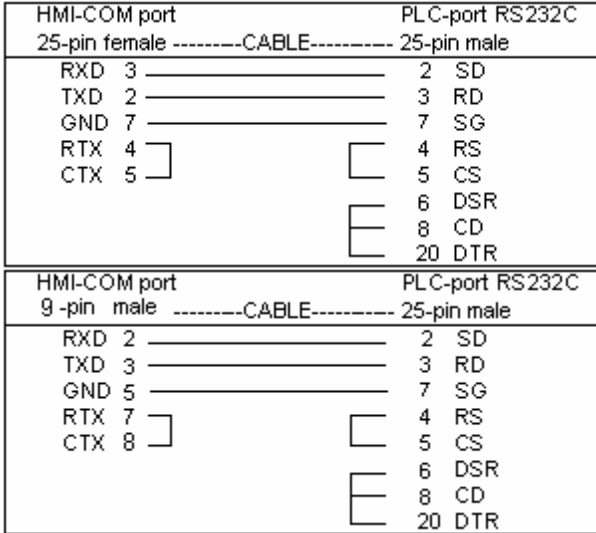 HMI-COM port PLC-port RS232C
25-pin female ---------CABLE----------- 25-pin male
RXD 3 2 SD
TXD 2 3 RD
GND 7 7 SG
RTX 4 4 RS
CTX 5 5 CS
6 DSR
8 CD
20 DTR
HMI-COM port PLC-port RS232C
9 -pin male ---------CABLE----------- 25-pin male
RXD 2 2 SD
TXD 3 3 RD
GND 5 7 SG
RTX 7 4 RS
CTX 8 5 CS
6 DSR
8 CD
20 DTR